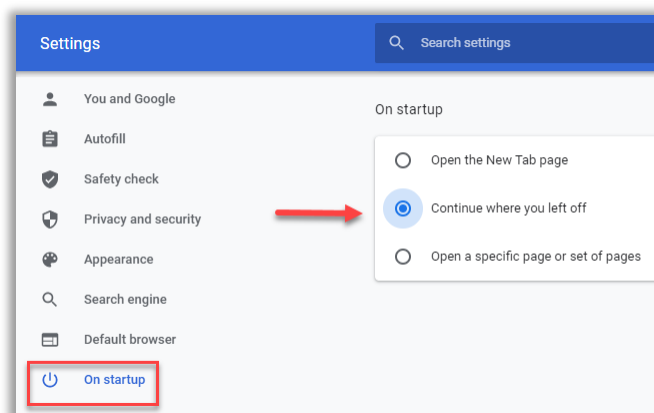 Settings
Search settings
You and Google
Autofill
Safety check
Privacy and security
Appearance
Search engine
Default browser
On startup
On startup
Open the New Tab page
Continue where you left off
Open a specific page or set of pages